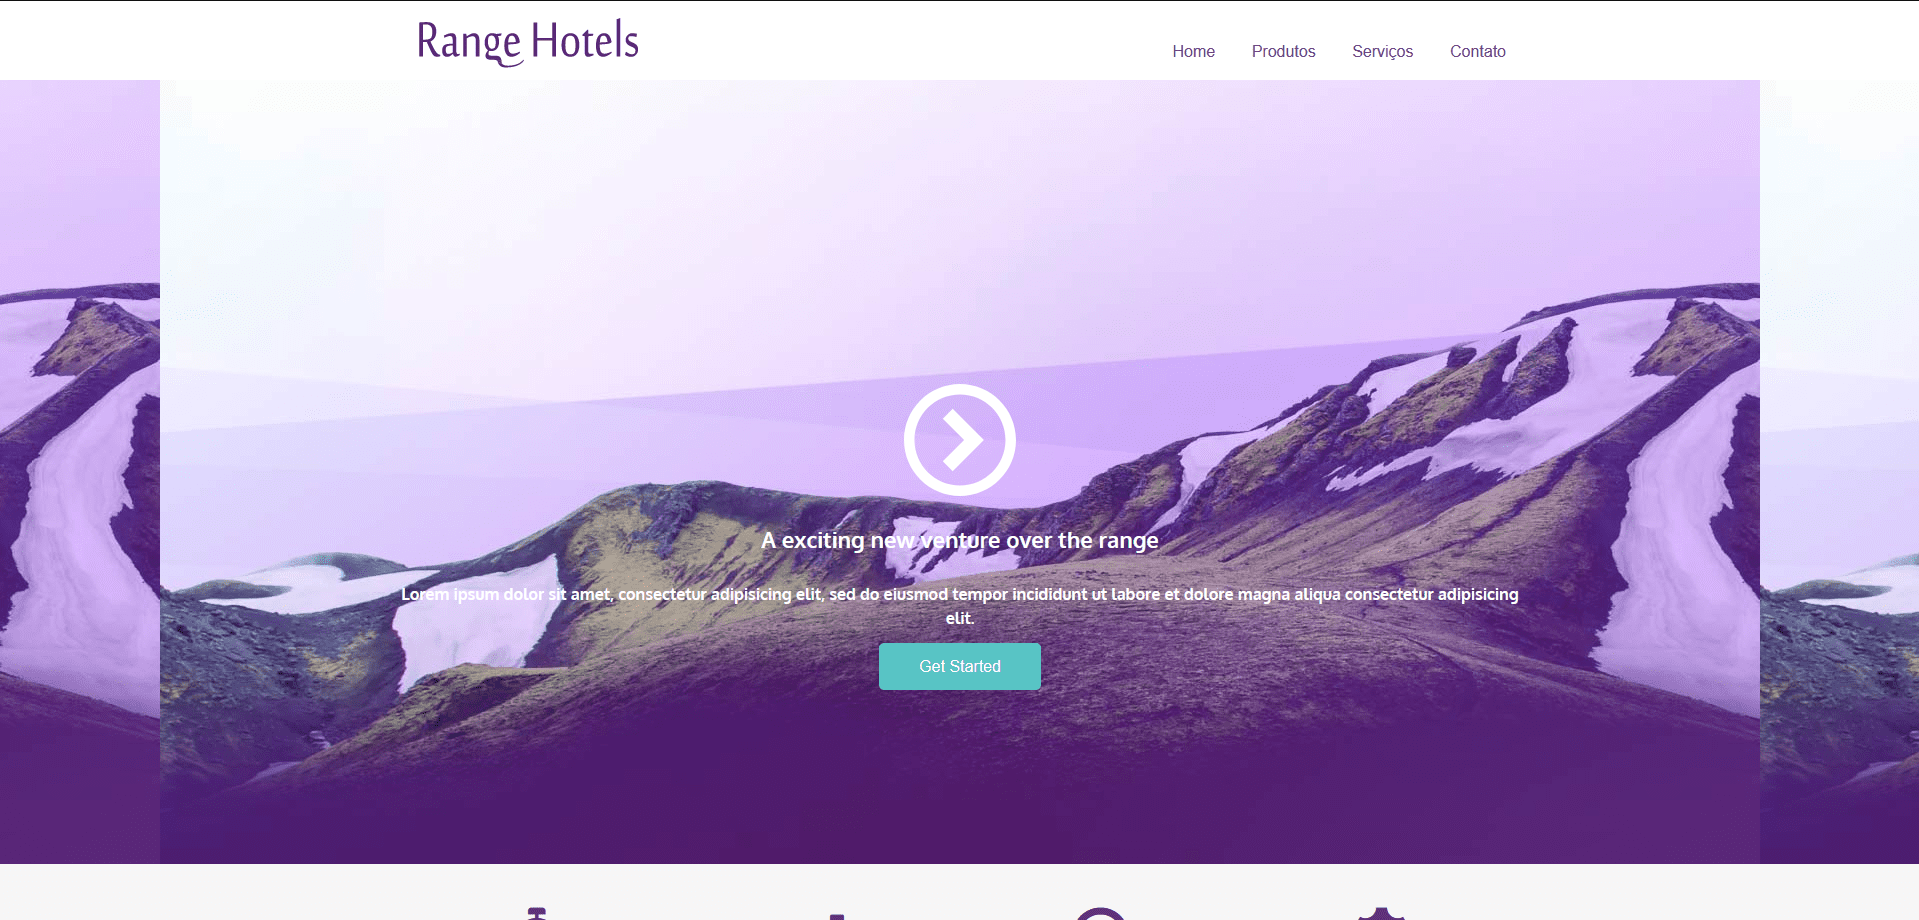 Range Hotels
Home Produtos Serviços Contato
A exciting new venture over the range
Lorem ipsum dolor sit amet, consectetur adipisicing elit, sed do eiusmod tempor incididunt ut labore et dolore magna aliqua consectetur adipisicing
elit.
Get Started